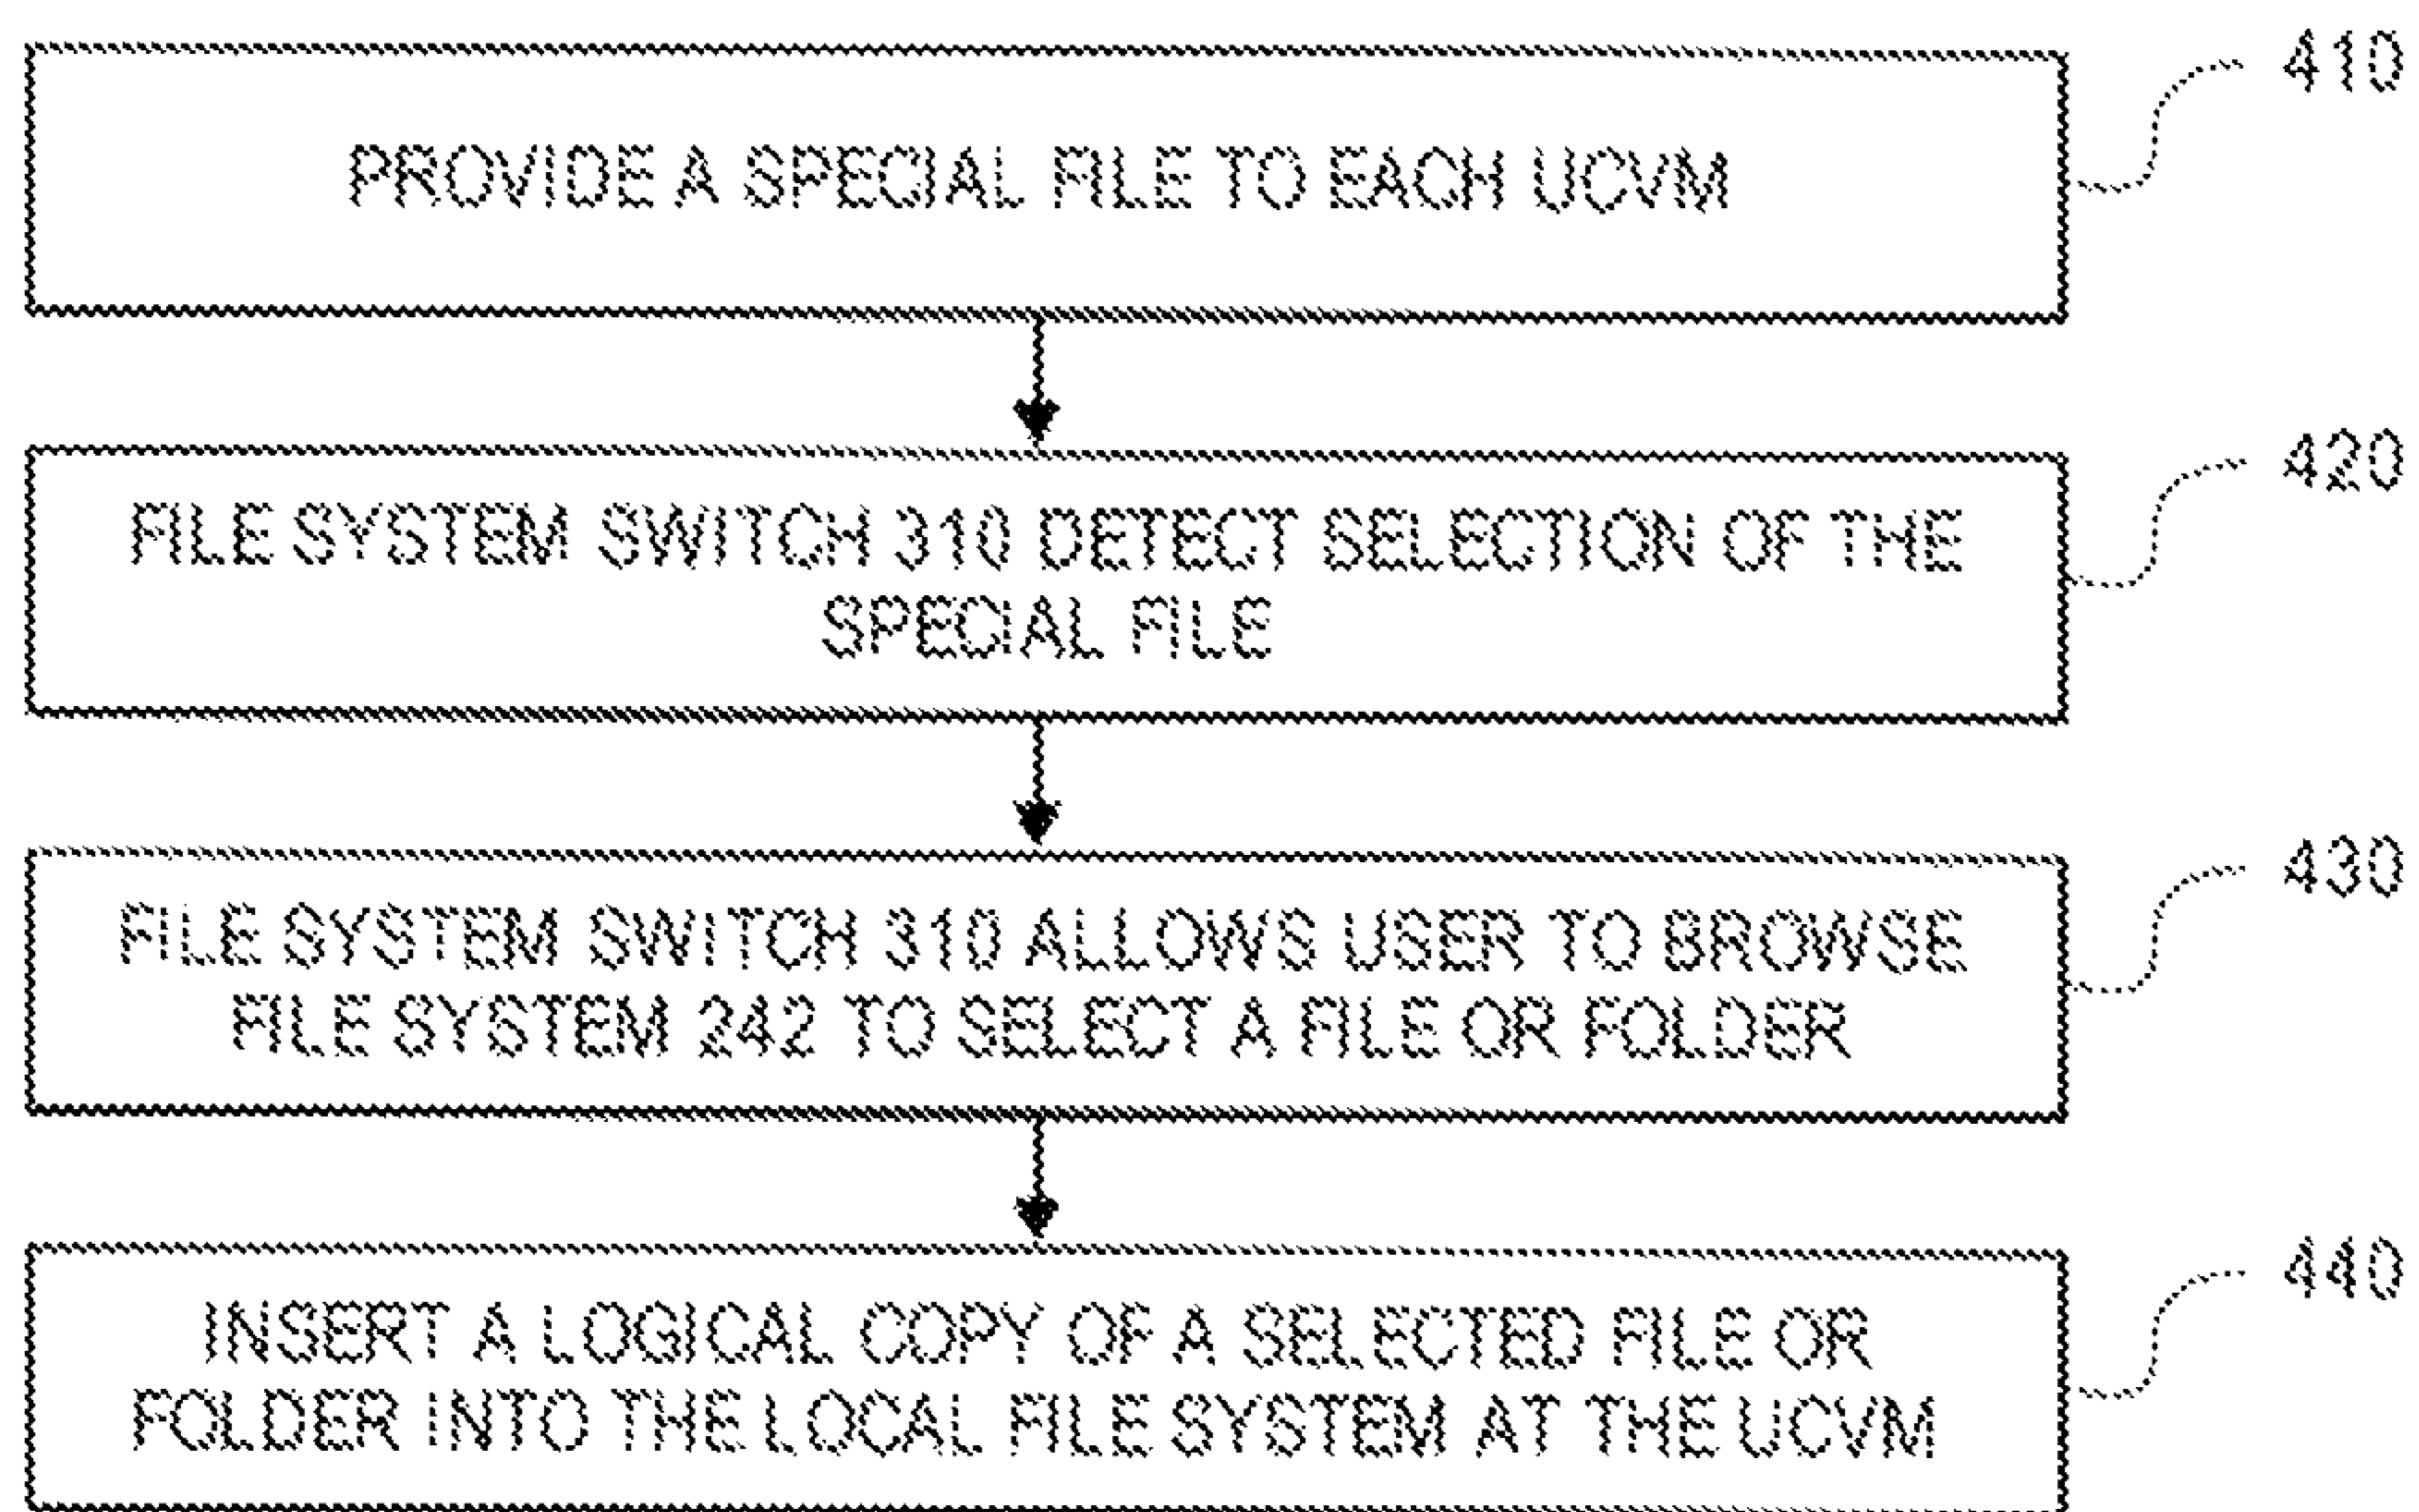 PROVIDE A SPECIAL FILE TO EACH UCVM
410
FILE SYSTEM SWITCH 310 DETECT SELECTION OF THE
SPECIAL FILE
420
FILE SYSTEM SWITCH 310 ALLOWS USER TO BROWSE
FILE SYSTEM 242 TO SELECT A FILE OR FOLDER
430
INSERT A LOGICAL COPY OF A SELECTED FILE OR
FOLDER INTO THE LOCAL FILE SYSTEM AT THE UCVM
440